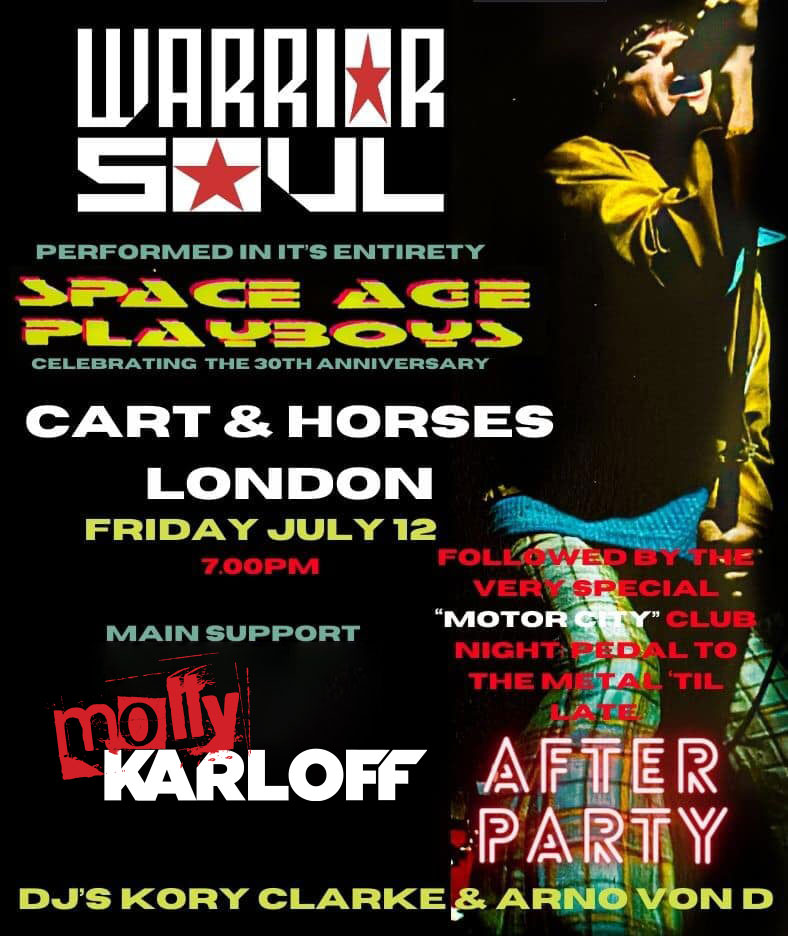 WARRIOR
SOUL
PERFORMED IN IT'S ENTIRETY
SPACE AGE
PLAYBOYS
CELEBRATING THE 30TH ANNIVERSARY
CART & HORSES
LONDON
FRIDAY JULY 12
7.00PM
FOLLOWED BY THE
VERY SPECIAL
“MOTOR CITY” CLUB
NIGHT PEDAL TO
THE METAL 'TIL
LATE
MAIN SUPPORT
molly
KARLOFF
AFTER
PARTY
DJ'S KORY CLARKE & ARNO VON D